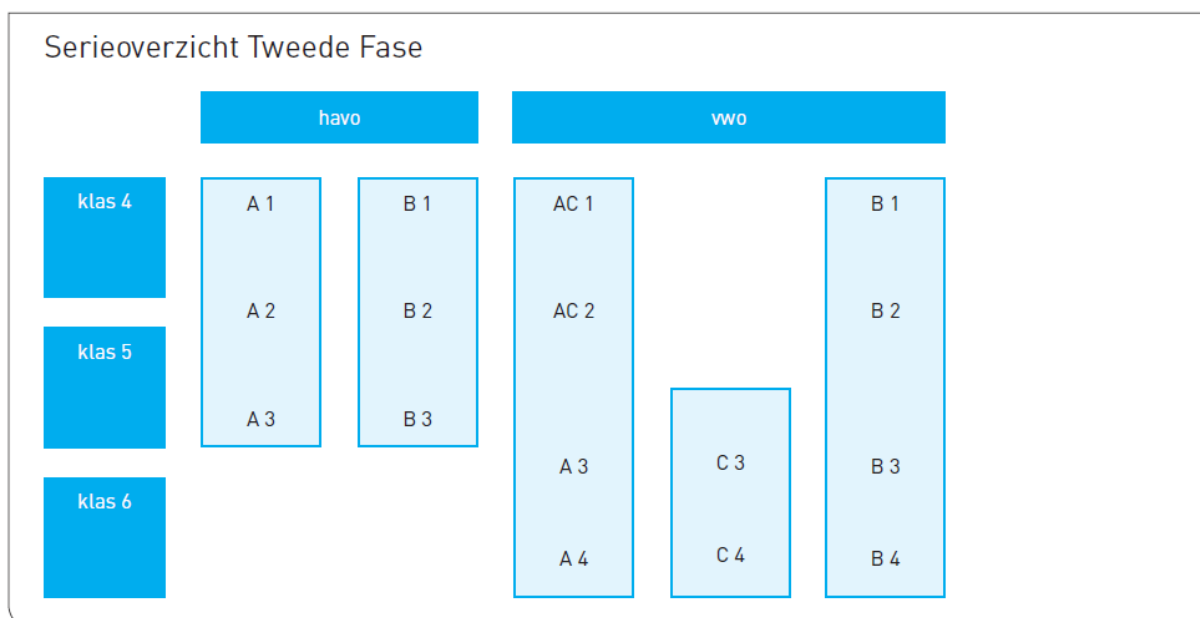 Serieoverzicht Tweede Fase
havo vwo
klas 4 A 1 B 1 AC 1 B 1
A 2 B 2 AC 2 B 2
klas 5
A 3 B 3
A 3 C 3 B 3
klas 6
A 4 C 4 B 4